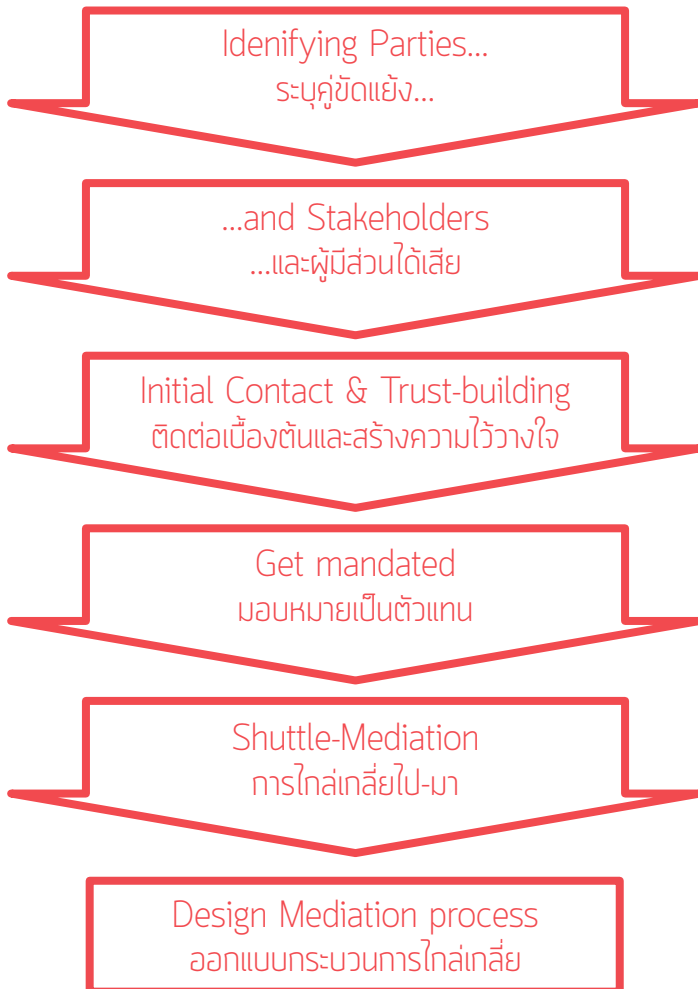 Idenifying Parties...
ระบุคู่ขัดแย้ง...
...and Stakeholders
...และผู้มีส่วนได้เสีย
Initial Contact & Trust-building
ติดต่อเบื้องต้นและสร้างความไว้วางใจ
Get mandated
มอบหมายเป็นตัวแทน
Shuttle-Mediation
การไกล่เกลี่ยไป-มา
Design Mediation process
ออกแบบกระบวนการไกล่เกลี่ย